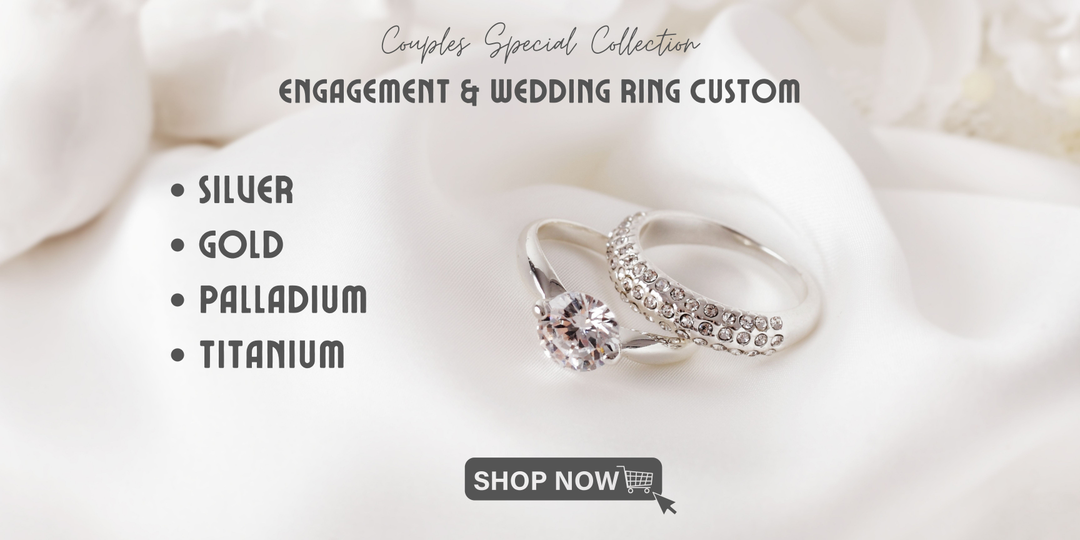 Couples Special Collection
ENGAGEMENT & WEDDING RING CUSTOM
• SILVER
• GOLD
• PALLADIUM
• TITANIUM
SHOP NOW